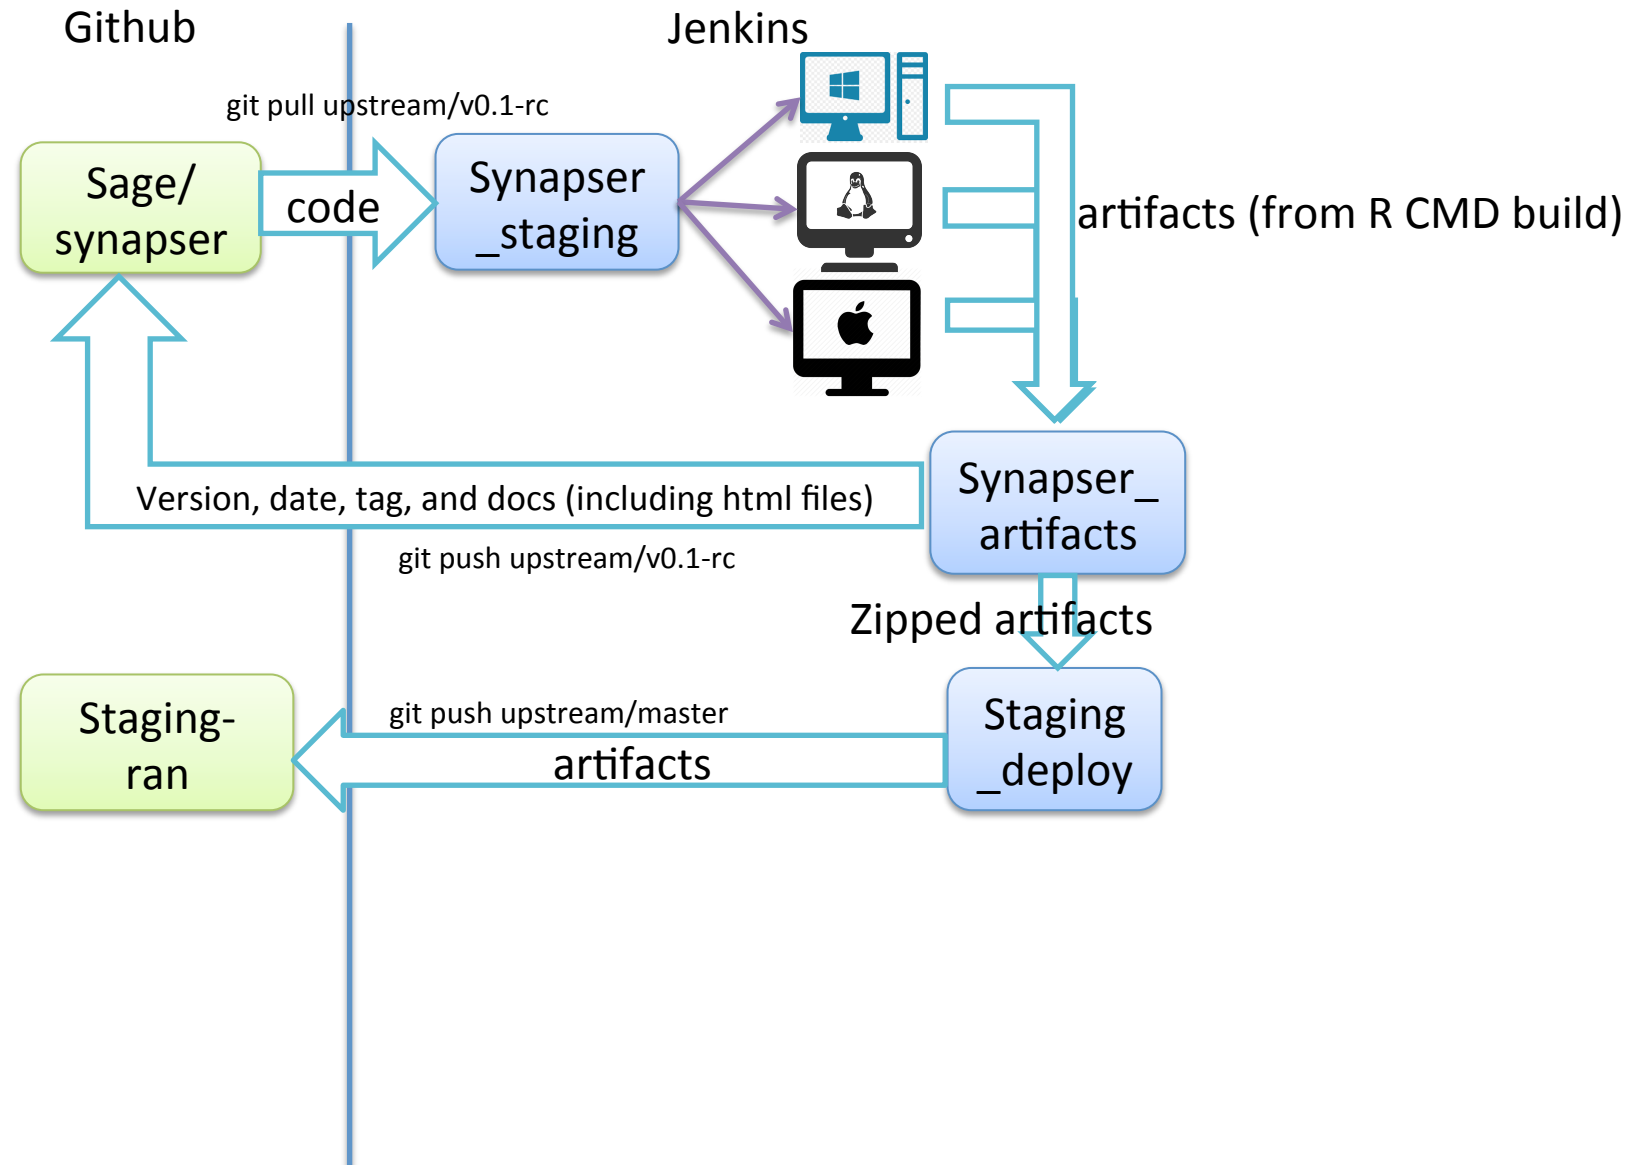 Github
Jenkins
git pull upstream/v0.1-rc
Sage/
synapser
code
Synapser
_staging
artifacts (from R CMD build)
Synapser_
artifacts
Version, date, tag, and docs (including html files)
git push upstream/v0.1-rc
Zipped artifacts
Staging-
ran
git push upstream/master
artifacts
Staging
_deploy